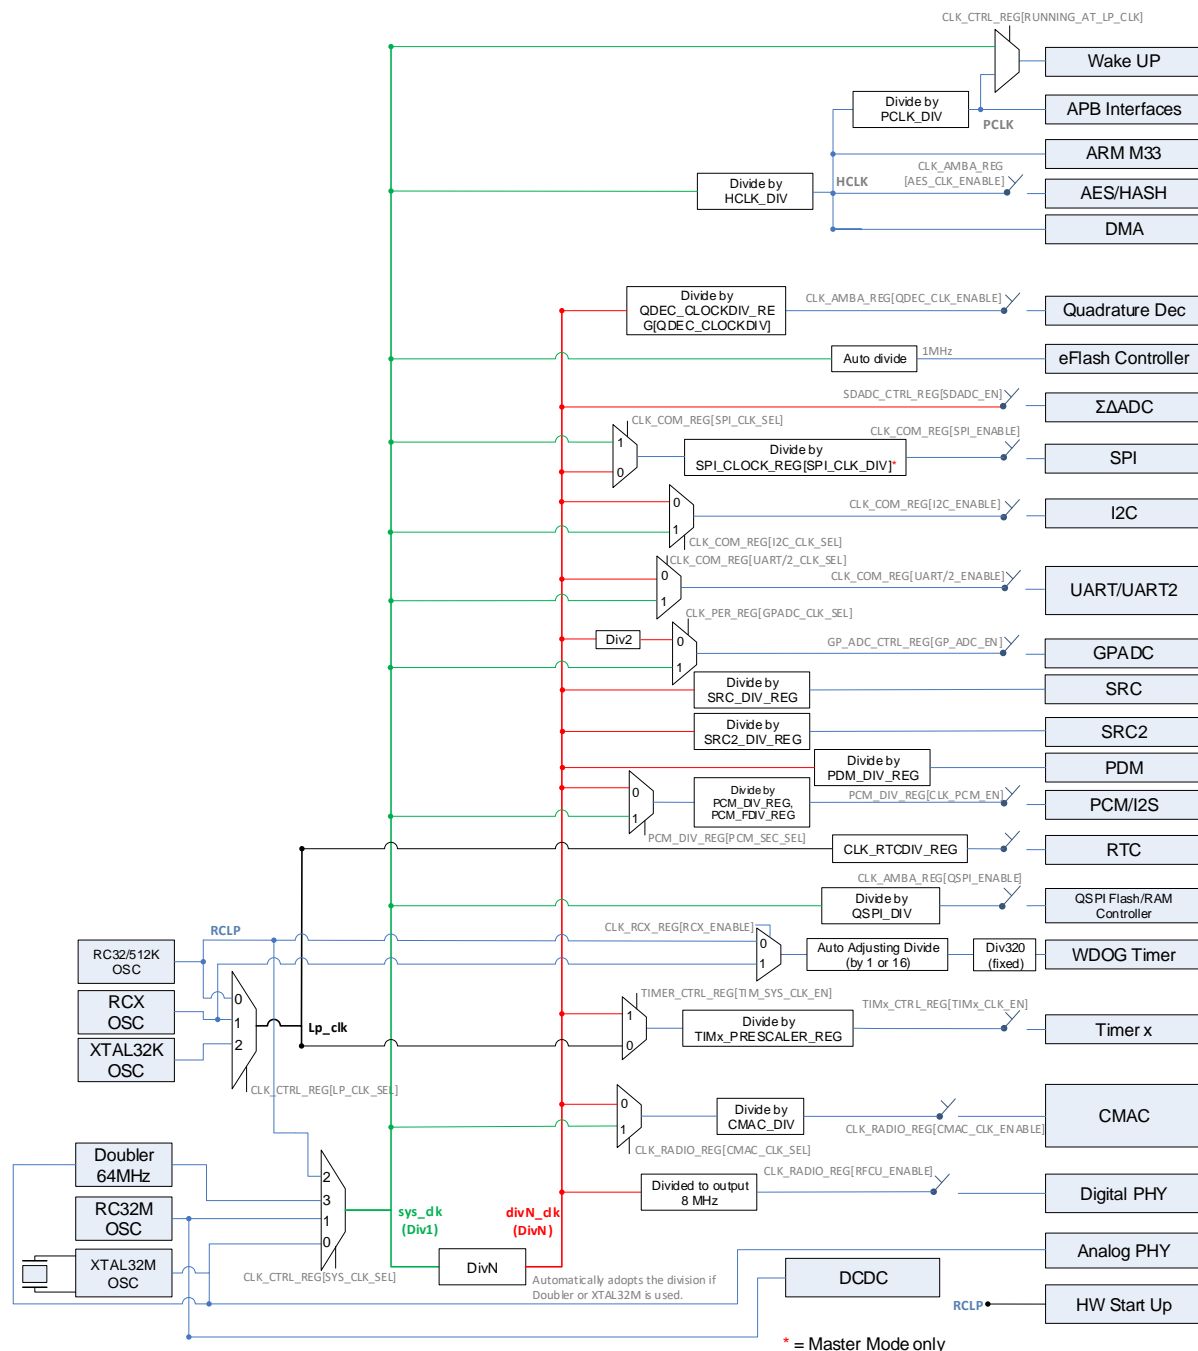 CLK_CTRL_REG[RUNNING_AT_LP_CLK]
Wake UP
Divide by
PCLK_DIV
PCLK
APB Interfaces
ARM M33
CLK_AMBA_REG
[AES_CLK_ENABLE]
HCLK
Divide by
HCLK_DIV
AES/HASH
DMA
Divide by
QDEC_CLOCKDIV_RE
G[QDEC_CLOCKDIV]
CLK_AMBA_REG[QDEC_CLK_ENABLE]
Quadrature Dec
Auto divide
1MHz
eFlash Controller
SDADC_CTRL_REG[SDADC_EN]
ΣΔADC
CLK_COM_REG[SPI_CLK_SEL]
1
0
Divide by
SPI_CLOCK_REG[SPI_CLK_DIV]*
CLK_COM_REG[SPI_ENABLE]
SPI
0
1
CLK_COM_REG[I2C_ENABLE]
I2C
CLK_COM_REG[I2C_CLK_SEL]
CLK_COM_REG[UART/2_CLK_SEL]
0
1
CLK_COM_REG[UART/2_ENABLE]
UART/UART2
CLK_PER_REG[GPADC_CLK_SEL]
Div2
0
1
GP_ADC_CTRL_REG[GP_ADC_EN]
GPADC
Divide by
SRC_DIV_REG
SRC
Divide by
SRC2_DIV_REG
SRC2
Divide by
PDM_DIV_REG
PDM
0
1
Divide by
PCM_DIV_REG,
PCM_FDIV_REG
PCM_DIV_REG[CLK_PCM_EN]
PCM/I2S
PCM_DIV_REG[PCM_SEC_SEL]
CLK_RTCDIV_REG
RTC
CLK_AMBA_REG[QSPI_ENABLE]
Divide by
QSPI_DIV
QSPI Flash/RAM
Controller
RCLP
CLK_RCX_REG[RCX_ENABLE]
0
1
Auto Adjusting Divide
(by 1 or 16)
Div320
(fixed)
WDOG Timer
RC32/512K
OSC
RCX
OSC
XTAL32K
OSC
0
1
2
Lp_clk
CLK_CTRL_REG[LP_CLK_SEL]
TIMER_CTRL_REG[TIM_SYS_CLK_EN]
1
0
Divide by
TIMx_PRESCALER_REG
TIMx_CTRL_REG[TIMx_CLK_EN]
Timer x
0
1
Divide by
CMAC_DIV
CLK_RADIO_REG[CMAC_CLK_ENABLE]
CMAC
CLK_RADIO_REG[CMAC_CLK_SEL]
Doubler
64MHz
RC32M
OSC
XTAL32M
OSC
2
3
1
0
CLK_CTRL_REG[SYS_CLK_SEL]
sys_clk
(Div1)
divN_clk
(DivN)
Divided to output
8 MHz
CLK_RADIO_REG[RFCU_ENABLE]
Digital PHY
DivN
Automatically adopts the division if
Doubler or XTAL32M is used.
Analog PHY
DCDC
RCLP
HW Start Up
* = Master Mode only